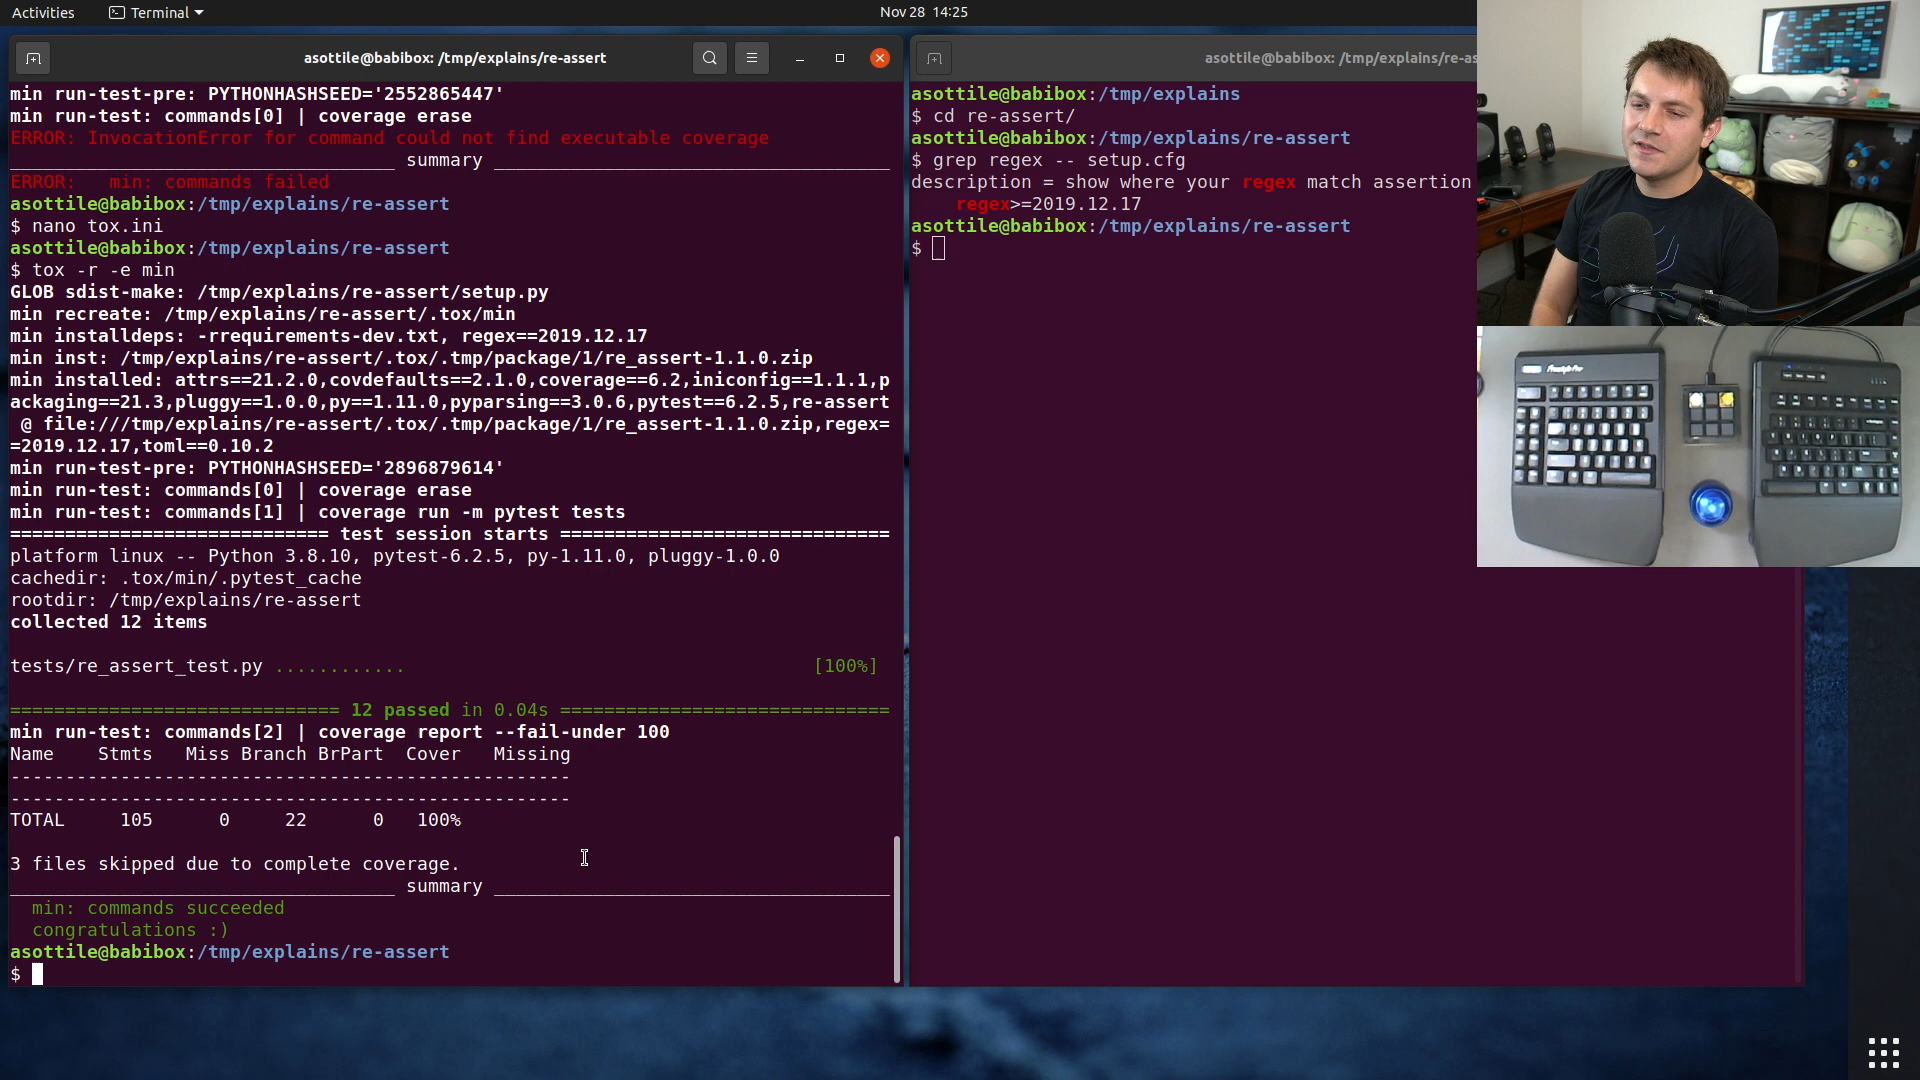 Activities
Terminal
Nov 28 14:25
asottile@babibox: /tmp/explains/re-assert
min run-test-pre: PYTHONHASHSEED='2552865447'
min run-test: commands[0] | coverage erase
ERROR: InvocationError for command could not find executable coverage
___________________________________ summary ____________________________________
ERROR:   min: commands failed
asottile@babibox:/tmp/explains/re-assert
$ nano tox.ini
asottile@babibox:/tmp/explains/re-assert
$ tox -r -e min
GLOB sdist-make: /tmp/explains/re-assert/setup.py
min recreate: /tmp/explains/re-assert/.tox/min
min installdeps: -rrequirements-dev.txt, regex==2019.12.17
min inst: /tmp/explains/re-assert/.tox/.tmp/package/1/re_assert-1.1.0.zip
min installed: attrs==21.2.0,covdefaults==2.1.0,coverage==6.2,iniconfig==1.1.1,p
ackaging==21.3,pluggy==1.0.0,py==1.11.0,pyparsing==3.0.6,pytest==6.2.5,re-assert
 @ file:///tmp/explains/re-assert/.tox/.tmp/package/1/re_assert-1.1.0.zip,regex=
=2019.12.17,toml==0.10.2
min run-test-pre: PYTHONHASHSEED='2896879614'
min run-test: commands[0] | coverage erase
min run-test: commands[1] | coverage run -m pytest tests
============================= test session starts ==============================
platform linux -- Python 3.8.10, pytest-6.2.5, py-1.11.0, pluggy-1.0.0
cachedir: .tox/min/.pytest_cache
rootdir: /tmp/explains/re-assert
collected 12 items
tests/re_assert_test.py ............                                     [100%]
============================== 12 passed in 0.04s ==============================
min run-test: commands[2] | coverage report --fail-under 100
Name    Stmts   Miss Branch BrPart  Cover   Missing
---------------------------------------------------
---------------------------------------------------
TOTAL     105      0     22      0   100%
3 files skipped due to complete coverage.
___________________________________ summary ____________________________________
  min: commands succeeded
  congratulations :)
asottile@babibox:/tmp/explains/re-assert
$
asottile@babibox: /tmp/explains/re-as
asottile@babibox:/tmp/explains
$ cd re-assert/
asottile@babibox:/tmp/explains/re-assert
$ grep regex -- setup.cfg
description = show where your regex match assertion
    regex>=2019.12.17
asottile@babibox:/tmp/explains/re-assert
$